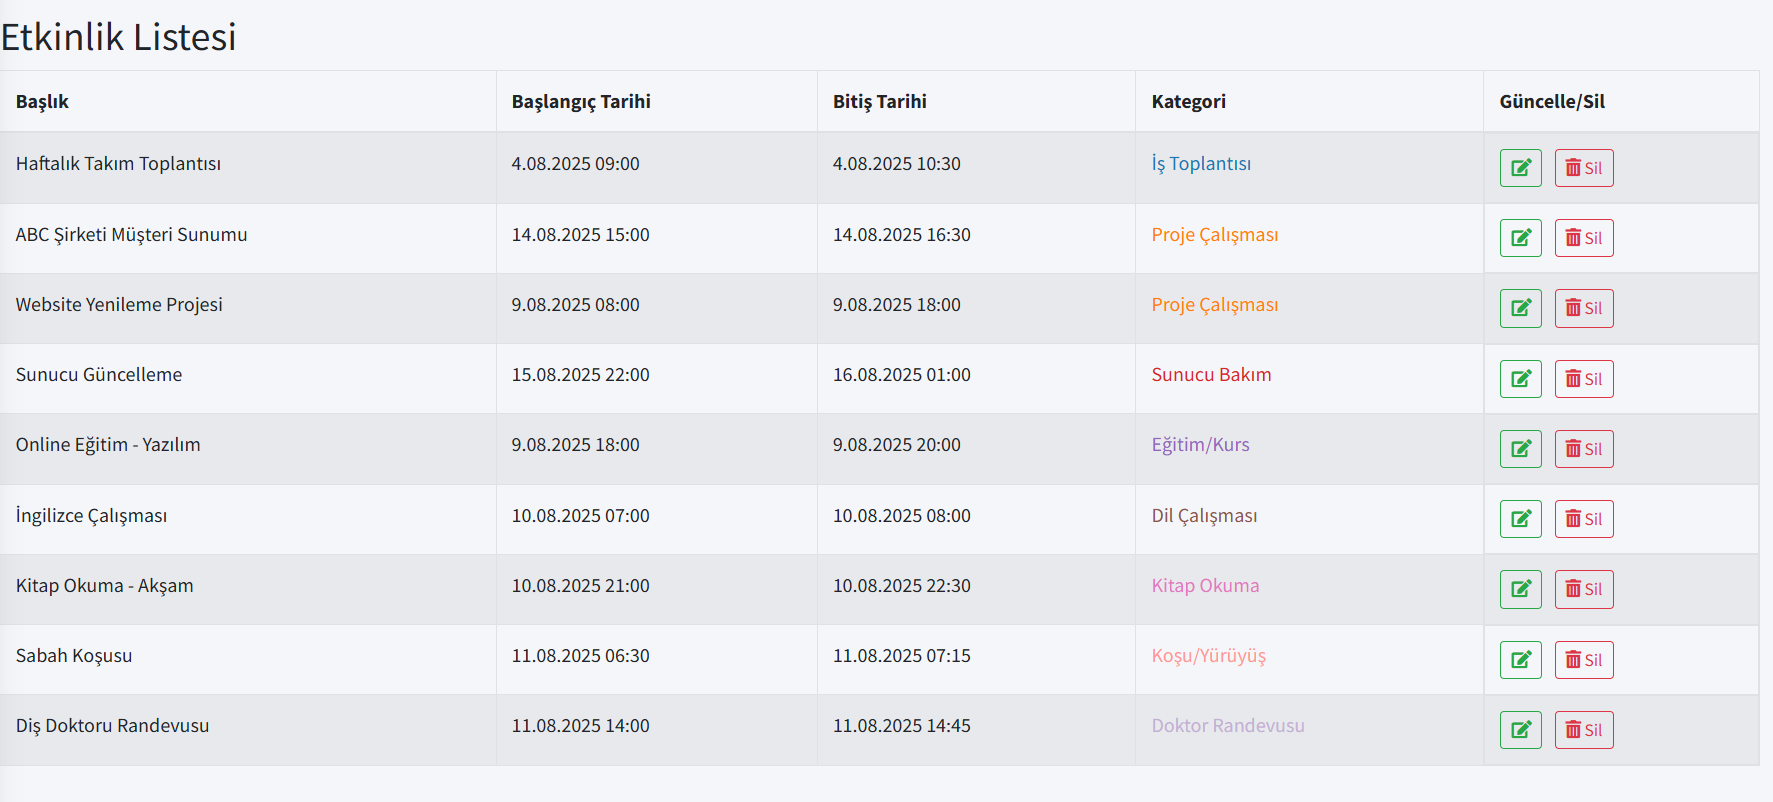 Etkinlik Listesi
Başlık Başlangıç Tarihi Bitiş Tarihi Kategori Güncelle/Sil
Haftalık Takım Toplantısı 4.08.2025 09:00 4.08.2025 10:30 İş Toplantısı Sil
ABC Şirketi Müşteri Sunumu 14.08.2025 15:00 14.08.2025 16:30 Proje Çalışması Sil
Website Yenileme Projesi 9.08.2025 08:00 9.08.2025 18:00 Proje Çalışması Sil
Sunucu Güncelleme 15.08.2025 22:00 16.08.2025 01:00 Sunucu Bakım Sil
Online Eğitim - Yazılım 9.08.2025 18:00 9.08.2025 20:00 Eğitim/Kurs Sil
İngilizce Çalışması 10.08.2025 07:00 10.08.2025 08:00 Dil Çalışması Sil
Kitap Okuma - Akşam 10.08.2025 21:00 10.08.2025 22:30 Kitap Okuma Sil
Sabah Koşusu 11.08.2025 06:30 11.08.2025 07:15 Koşu/Yürüyüş Sil
Diş Doktoru Randevusu 11.08.2025 14:00 11.08.2025 14:45 Doktor Randevusu Sil